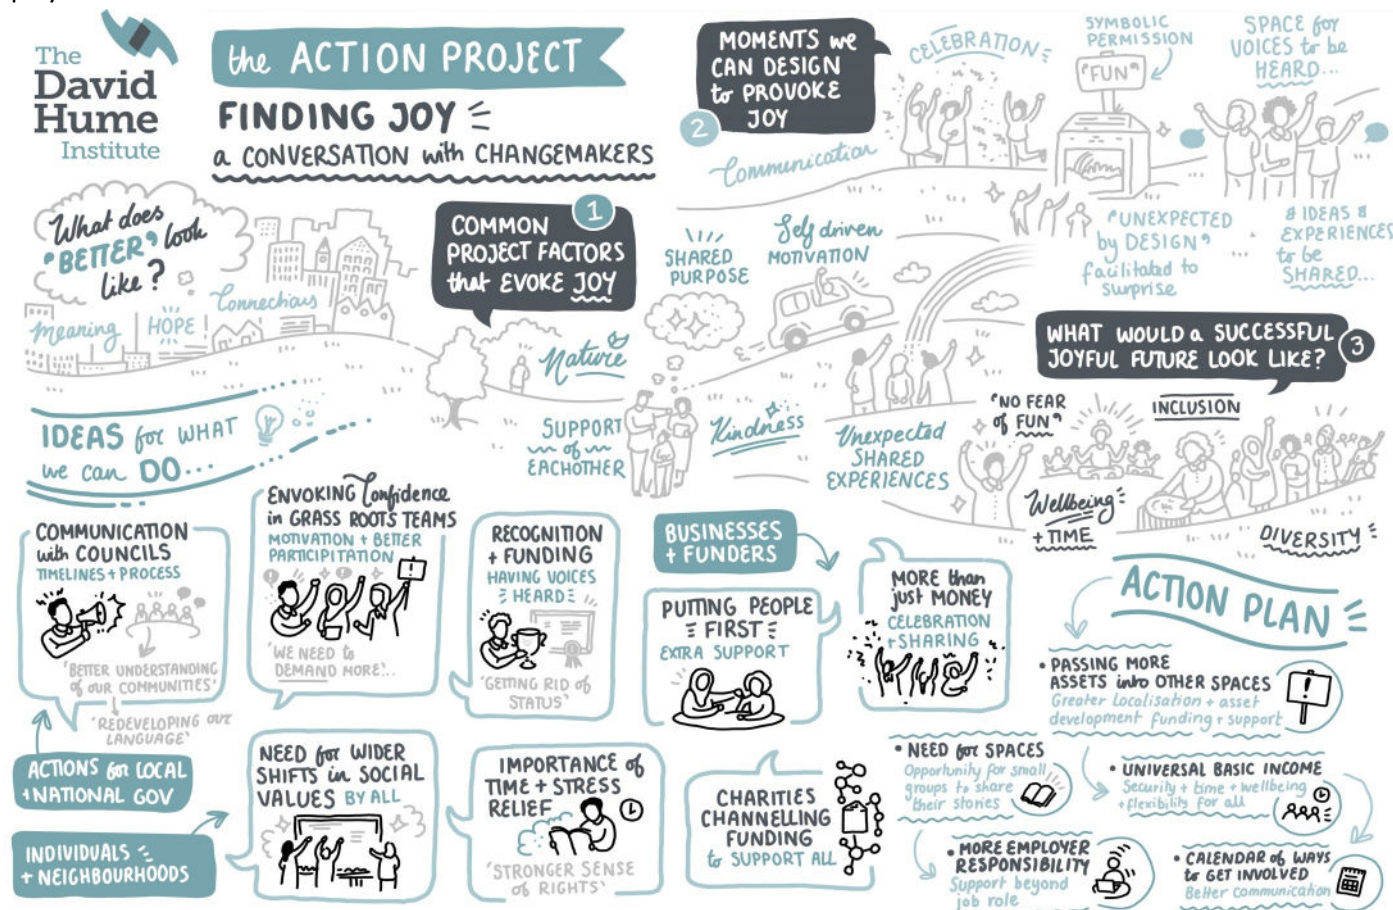 The
David
Hume
Institute
the ACTION PROJECT
FINDING JOY
a CONVERSATION with CHANGEMAKERS
What does
"BETTER" look
like?
meaning
HOPE
Connections
1
COMMON
PROJECT FACTORS
that EVOKE JOY
Nature
SUPPORT
of
EACHOTHER
SHARED
PURPOSE
Self driven
MOTIVATION
Kindness
Unexpected
SHARED
EXPERIENCES
2
MOMENTS we
CAN DESIGN
to PROVOKE
JOY
Communication
CELEBRATION
SYMBOLIC
PERMISSION
"FUN"
"UNEXPECTED
by DESIGN"
facilitated to
surprise
SPACE for
VOICES to be
HEARD...
& IDEAS &
EXPERIENCES
to be
SHARED...
WHAT WOULD a SUCCESSFUL
JOYFUL FUTURE LOOK LIKE?
3
"NO FEAR
of FUN"
INCLUSION
Wellbeing
+ TIME
DIVERSITY
IDEAS for WHAT
we can DO...
COMMUNICATION
with COUNCILS
TIMELINES + PROCESS
'BETTER UNDERSTANDING
of OUR COMMUNITIES'
'REDEVELOPING OUR
LANGUAGE'
ACTIONS for LOCAL
+ NATIONAL GOV
ENVOKING Confidence
in GRASS ROOTS TEAMS
MOTIVATION + BETTER
PARTICIPITATION
'WE NEED to
DEMAND MORE'...
RECOGNITION
+ FUNDING
HAVING VOICES
HEARD
'GETTING RID of
STATUS'
INDIVIDUALS
+ NEIGHBOURHOODS
NEED for WIDER
SHIFTS in SOCIAL
VALUES BY ALL
IMPORTANCE of
TIME + STRESS
RELIEF
'STRONGER SENSE
of RIGHTS'
BUSINESSES
+ FUNDERS
PUTTING PEOPLE
FIRST
EXTRA SUPPORT
MORE than
just MONEY
CELEBRATION
+ SHARING
CHARITIES
CHANNELLING
FUNDING
to SUPPORT ALL
ACTION PLAN
• PASSING MORE
ASSETS into OTHER SPACES
Greater Localisation + asset
development funding + support
• NEED for SPACES
Opportunity for small
groups to share
their stories
• UNIVERSAL BASIC INCOME
Security + time + wellbeing
+ flexibility for all
• MORE EMPLOYER
RESPONSIBILITY
Support beyond
job role
• CALENDAR of WAYS
to GET INVOLVED
Better communication